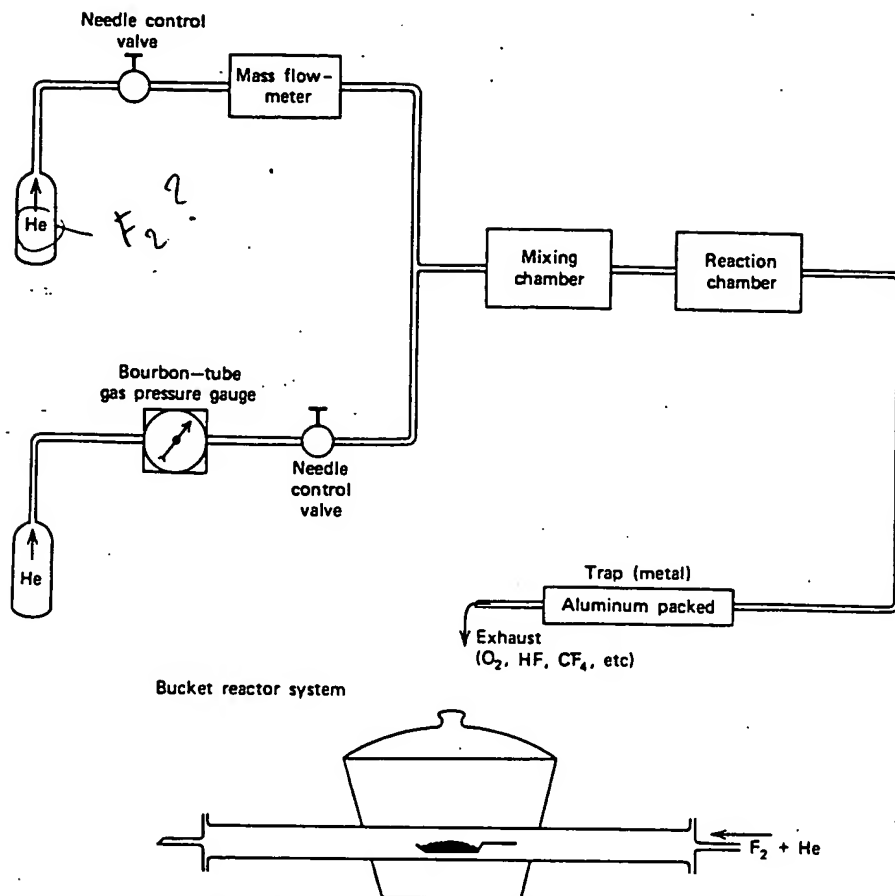 Needle control
valve
Mass flow-
meter
He
F2 ?
Mixing
chamber
Reaction
chamber
Bourbon—tube
gas pressure gauge
Needle
control
valve
He
Trap (metal)
Aluminum packed
Exhaust
(O2, HF, CF4, etc)
Bucket reactor system
F2 + He